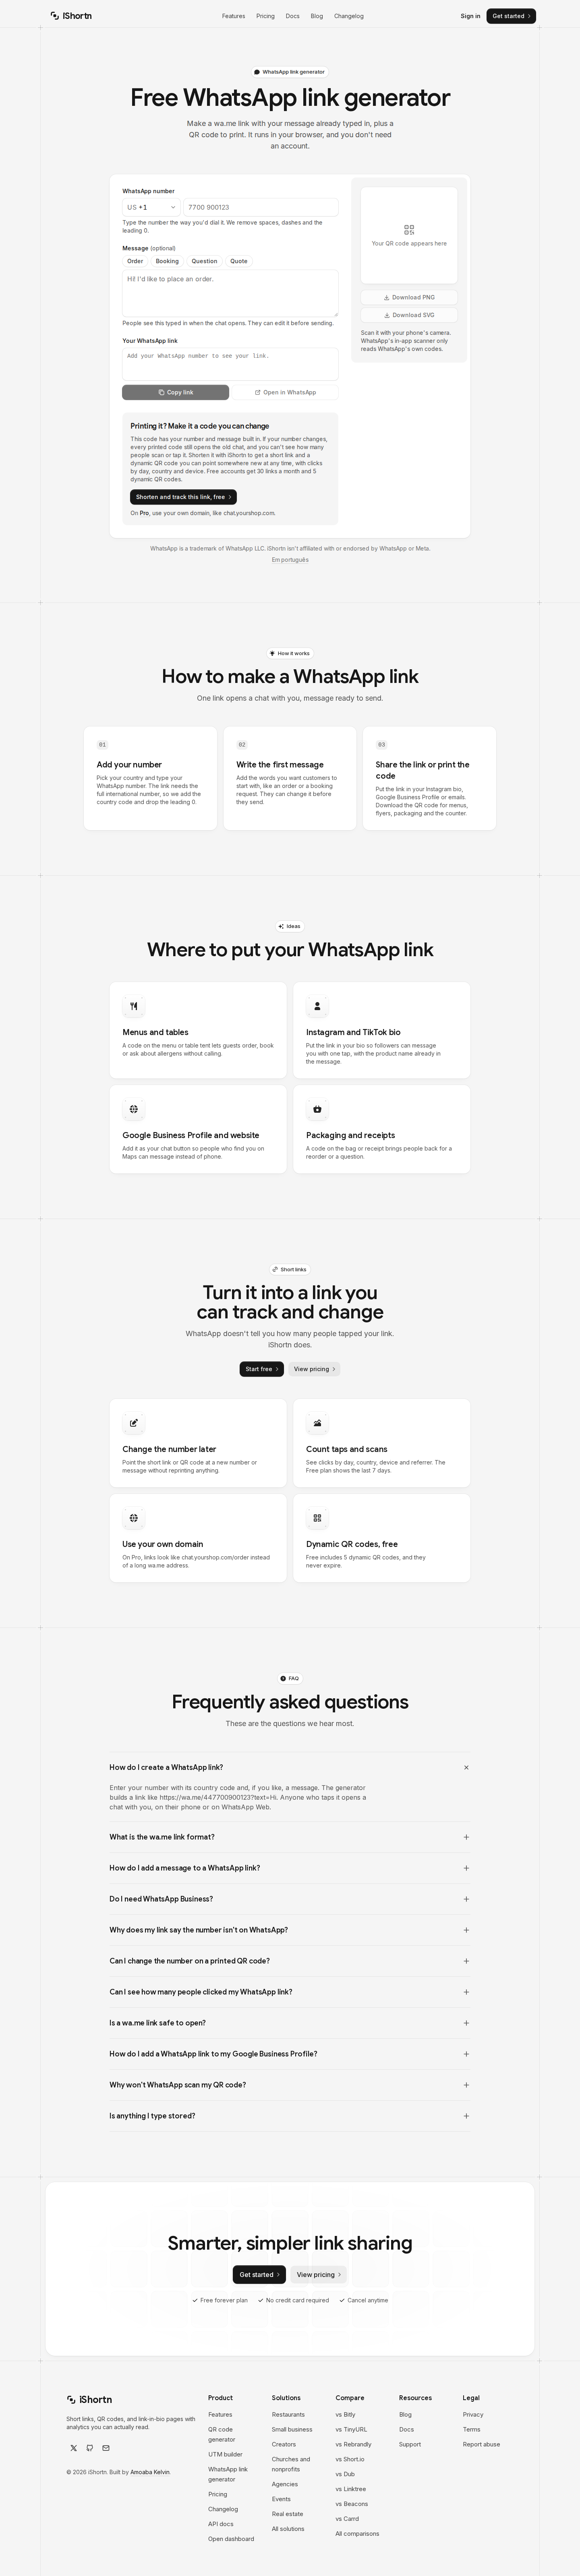 iShortn
Features Pricing Docs Blog Changelog
Sign in
Get started
WhatsApp link generator
Free WhatsApp link generator
Make a wa.me link with your message already typed in, plus a
QR code to print. It runs in your browser, and you don't need
an account.
WhatsApp number
US +1
7700 900123
Type the number the way you'd dial it. We remove spaces, dashes and the
leading 0.
Message (optional)
Order Booking Question Quote
Hi! I'd like to place an order.
People see this typed in when the chat opens. They can edit it before sending.
Your WhatsApp link
Add your WhatsApp number to see your link.
Copy link
Open in WhatsApp
Your QR code appears here
Download PNG
Download SVG
Scan it with your phone's camera.
WhatsApp's in-app scanner only
reads WhatsApp's own codes.
Printing it? Make it a code you can change
This code has your number and message built in. If your number changes,
every printed code still opens the old chat, and you can't see how many
people scan or tap it. Shorten it with iShortn to get a short link and a
dynamic QR code you can point somewhere new at any time, with clicks
by day, country and device. Free accounts get 30 links a month and 5
dynamic QR codes.
Shorten and track this link, free
On Pro, use your own domain, like chat.yourshop.com.
WhatsApp is a trademark of WhatsApp LLC. iShortn isn't affiliated with or endorsed by WhatsApp or Meta.
Em português
How it works
How to make a WhatsApp link
One link opens a chat with you, message ready to send.
01
Add your number
Pick your country and type your
WhatsApp number. The link needs the
full international number, so we add the
country code and drop the leading 0.
02
Write the first message
Add the words you want customers to
start with, like an order or a booking
request. They can change it before
they send.
03
Share the link or print the
code
Put the link in your Instagram bio,
Google Business Profile or emails.
Download the QR code for menus,
flyers, packaging and the counter.
Ideas
Where to put your WhatsApp link
Menus and tables
A code on the menu or table tent lets guests order, book
or ask about allergens without calling.
Instagram and TikTok bio
Put the link in your bio so followers can message
you with one tap, with the product name already in
the message.
Google Business Profile and website
Add it as your chat button so people who find you on
Maps can message instead of phone.
Packaging and receipts
A code on the bag or receipt brings people back for a
reorder or a question.
Short links
Turn it into a link you
can track and change
WhatsApp doesn't tell you how many people tapped your link.
iShortn does.
Start free
View pricing
Change the number later
Point the short link or QR code at a new number or
message without reprinting anything.
Count taps and scans
See clicks by day, country, device and referrer. The
Free plan shows the last 7 days.
Use your own domain
On Pro, links look like chat.yourshop.com/order instead
of a long wa.me address.
Dynamic QR codes, free
Free includes 5 dynamic QR codes, and they
never expire.
FAQ
Frequently asked questions
These are the questions we hear most.
How do I create a WhatsApp link?
Enter your number with its country code and, if you like, a message. The generator
builds a link like https://wa.me/447700900123?text=Hi. Anyone who taps it opens a
chat with you, on their phone or on WhatsApp Web.
What is the wa.me link format?
How do I add a message to a WhatsApp link?
Do I need WhatsApp Business?
Why does my link say the number isn't on WhatsApp?
Can I change the number on a printed QR code?
Can I see how many people clicked my WhatsApp link?
Is a wa.me link safe to open?
How do I add a WhatsApp link to my Google Business Profile?
Why won't WhatsApp scan my QR code?
Is anything I type stored?
Smarter, simpler link sharing
Get started
View pricing
Free forever plan
No credit card required
Cancel anytime
iShortn
Short links, QR codes, and link-in-bio pages with
analytics you can actually read.
© 2026 iShortn. Built by Amoaba Kelvin.
Product
Features
QR code
generator
UTM builder
WhatsApp link
generator
Pricing
Changelog
API docs
Open dashboard
Solutions
Restaurants
Small business
Creators
Churches and
nonprofits
Agencies
Events
Real estate
All solutions
Compare
vs Bitly
vs TinyURL
vs Rebrandly
vs Short.io
vs Dub
vs Linktree
vs Beacons
vs Carrd
All comparisons
Resources
Blog
Docs
Support
Legal
Privacy
Terms
Report abuse